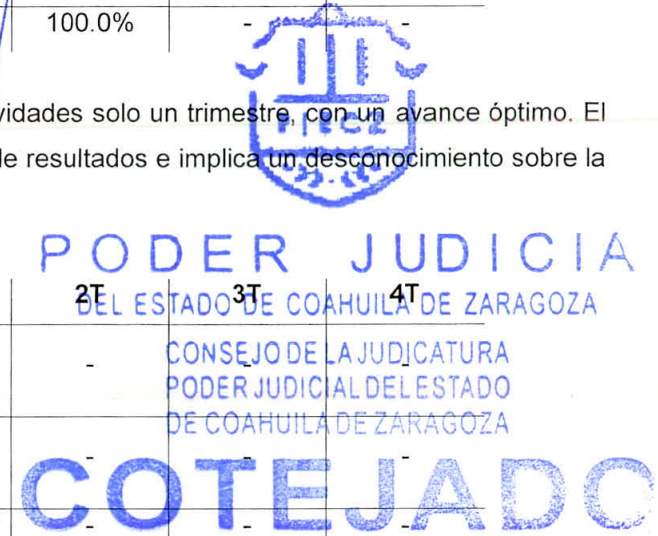 100.0% - - -
vidades solo un trimestre, con un avance óptimo. El
PJECZ
de resultados e implica un desconocimiento sobre la
PODER JUDICIA
2T 3T 4T
DEL ESTADO DE COAHUILA DE ZARAGOZA
CONSEJO DE LA JUDICATURA
- - -
PODER JUDICIAL DEL ESTADO
DE COAHUILA DE ZARAGOZA
- - -
COTEJADO
- - -